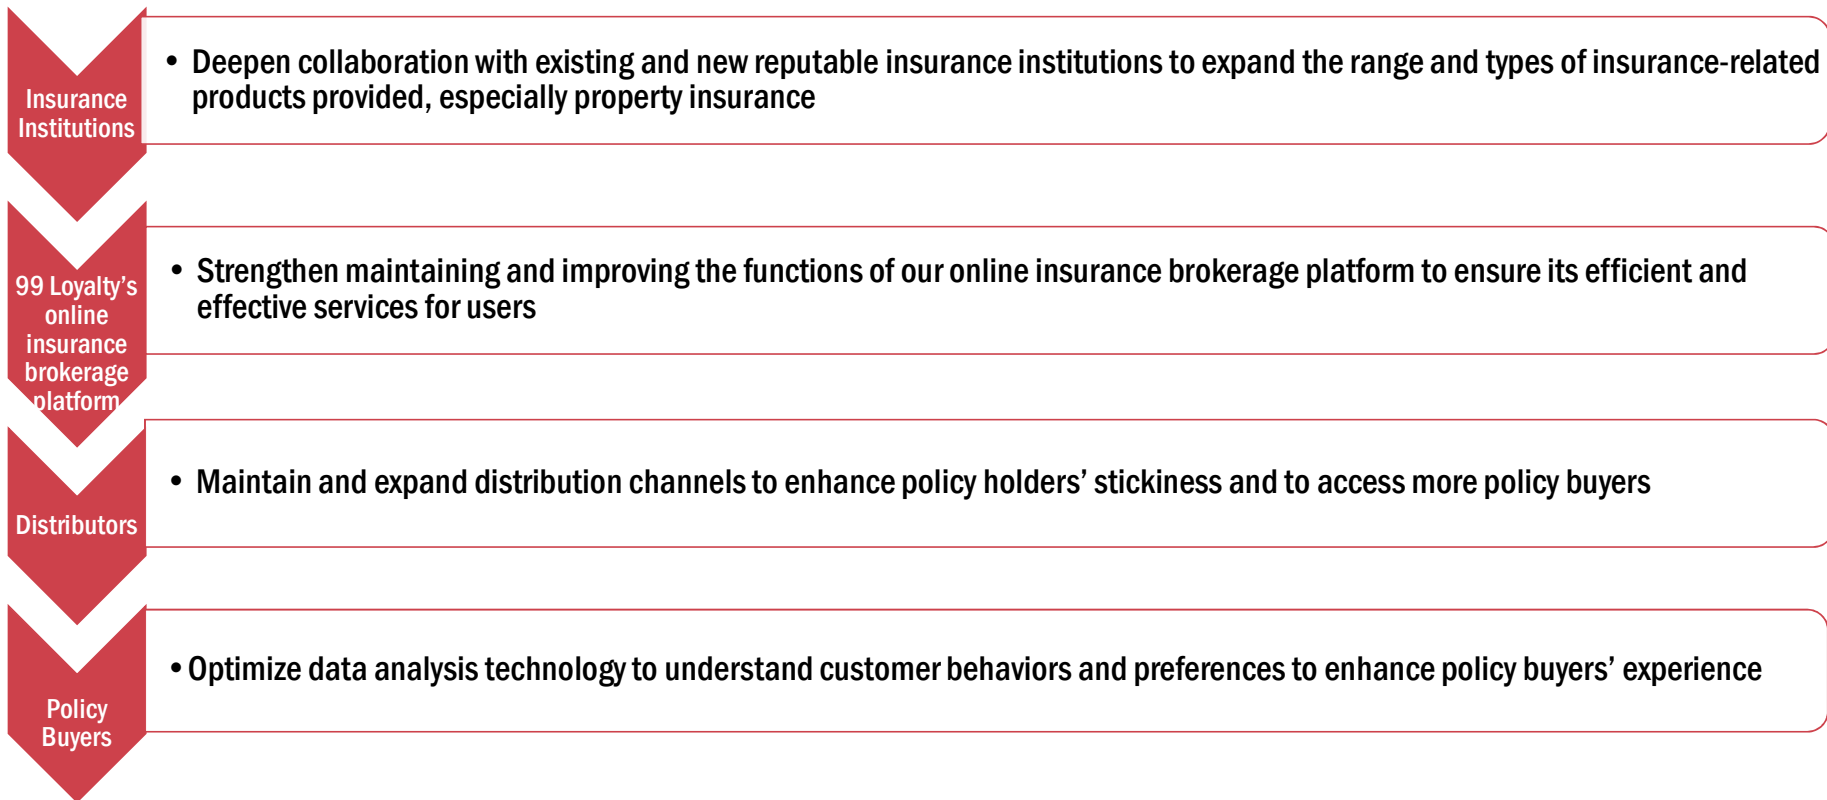 Insurance
Institutions
• Deepen collaboration with existing and new reputable insurance institutions to expand the range and types of insurance-related
products provided, especially property insurance
99 Loyalty’s
online
insurance
brokerage
platform
• Strengthen maintaining and improving the functions of our online insurance brokerage platform to ensure its efficient and
effective services for users
Distributors
• Maintain and expand distribution channels to enhance policy holders’ stickiness and to access more policy buyers
Policy
Buyers
• Optimize data analysis technology to understand customer behaviors and preferences to enhance policy buyers’ experience